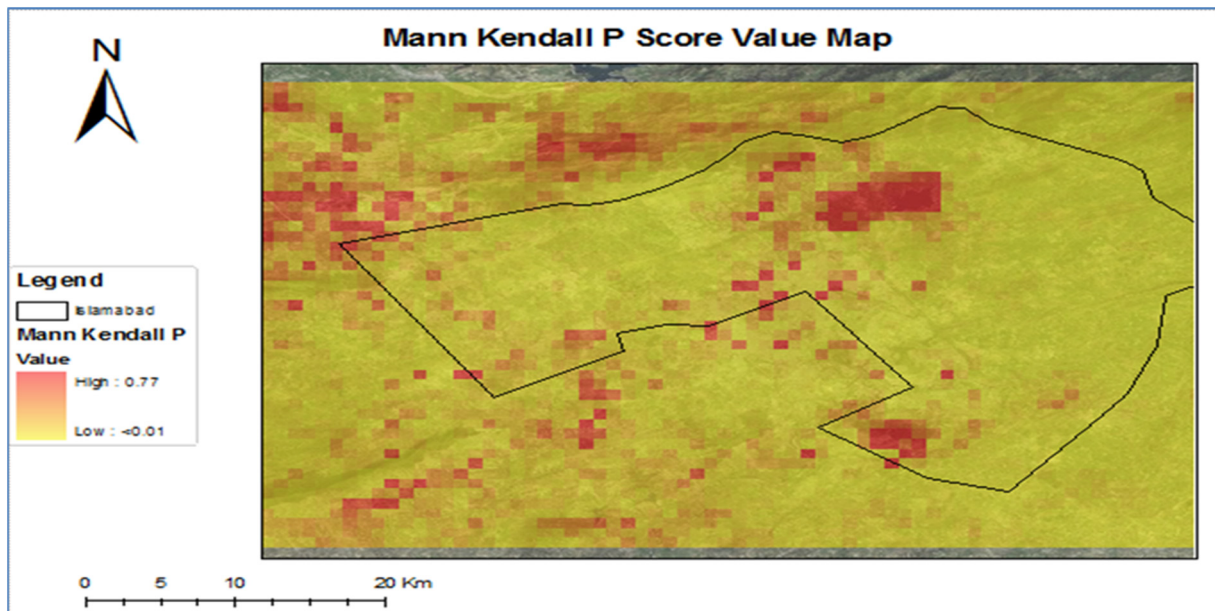 Mann Kendall P Score Value Map
N
Legend
Islamabad
Mann Kendall P
Value
High : 0.77
Low : <0.01
0 5 10 20 Km